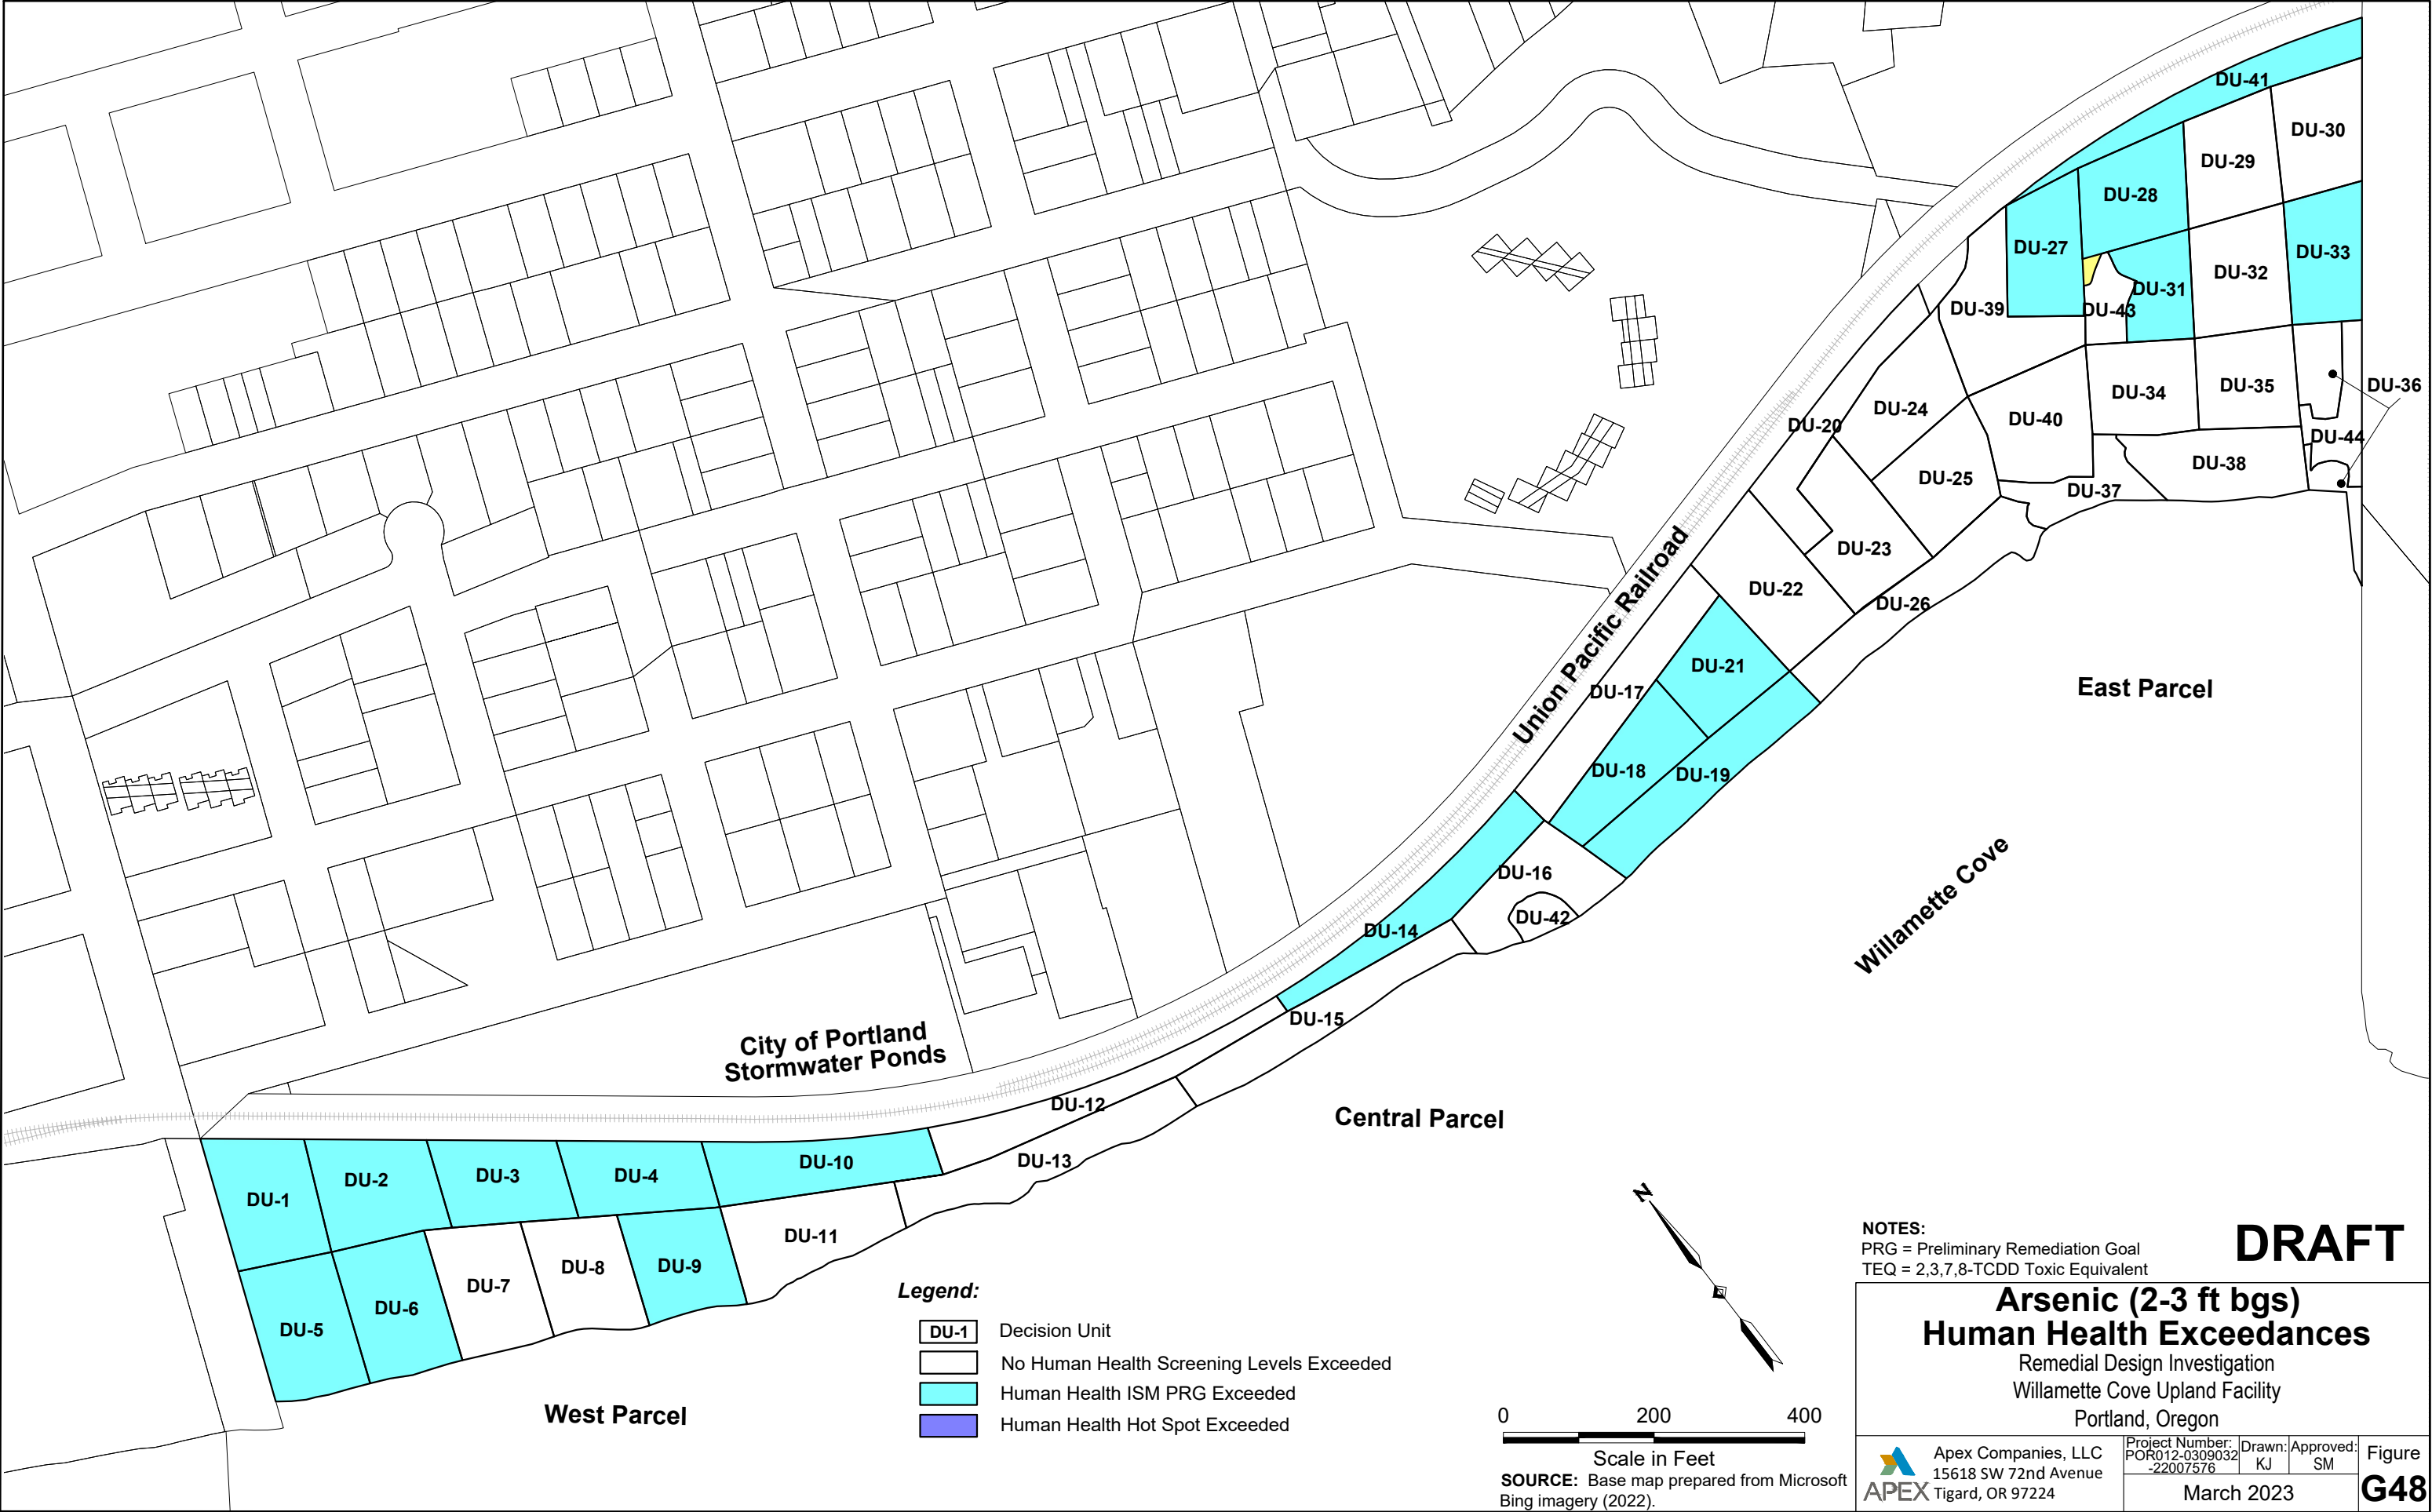 DU-41
DU-30
DU-29
DU-28
DU-27
DU-33
DU-32
DU-31
DU-39
DU-43
DU-36
DU-35
DU-34
DU-24
DU-40
DU-20
DU-44
DU-38
DU-25
DU-37
DU-23
DU-22
DU-26
Union Pacific Railroad
DU-21
East Parcel
DU-17
DU-18
DU-19
DU-16
Willamette Cove
DU-42
DU-14
DU-15
City of Portland
Stormwater Ponds
DU-12
Central Parcel
DU-13
DU-10
DU-4
DU-3
DU-2
DU-1
DU-11
DU-9
DU-8
DU-7
DU-6
DU-5
West Parcel
N
Legend:
DU-1 Decision Unit
No Human Health Screening Levels Exceeded
Human Health ISM PRG Exceeded
Human Health Hot Spot Exceeded
0 200 400
Scale in Feet
SOURCE: Base map prepared from Microsoft
Bing imagery (2022).
NOTES:
PRG = Preliminary Remediation Goal
TEQ = 2,3,7,8-TCDD Toxic Equivalent
DRAFT
Arsenic (2-3 ft bgs)
Human Health Exceedances
Remedial Design Investigation
Willamette Cove Upland Facility
Portland, Oregon
APEX
Apex Companies, LLC
15618 SW 72nd Avenue
Tigard, OR 97224
Project Number:
POR012-0309032
-22007576
Drawn:
KJ
Approved:
SM
March 2023
Figure
G48